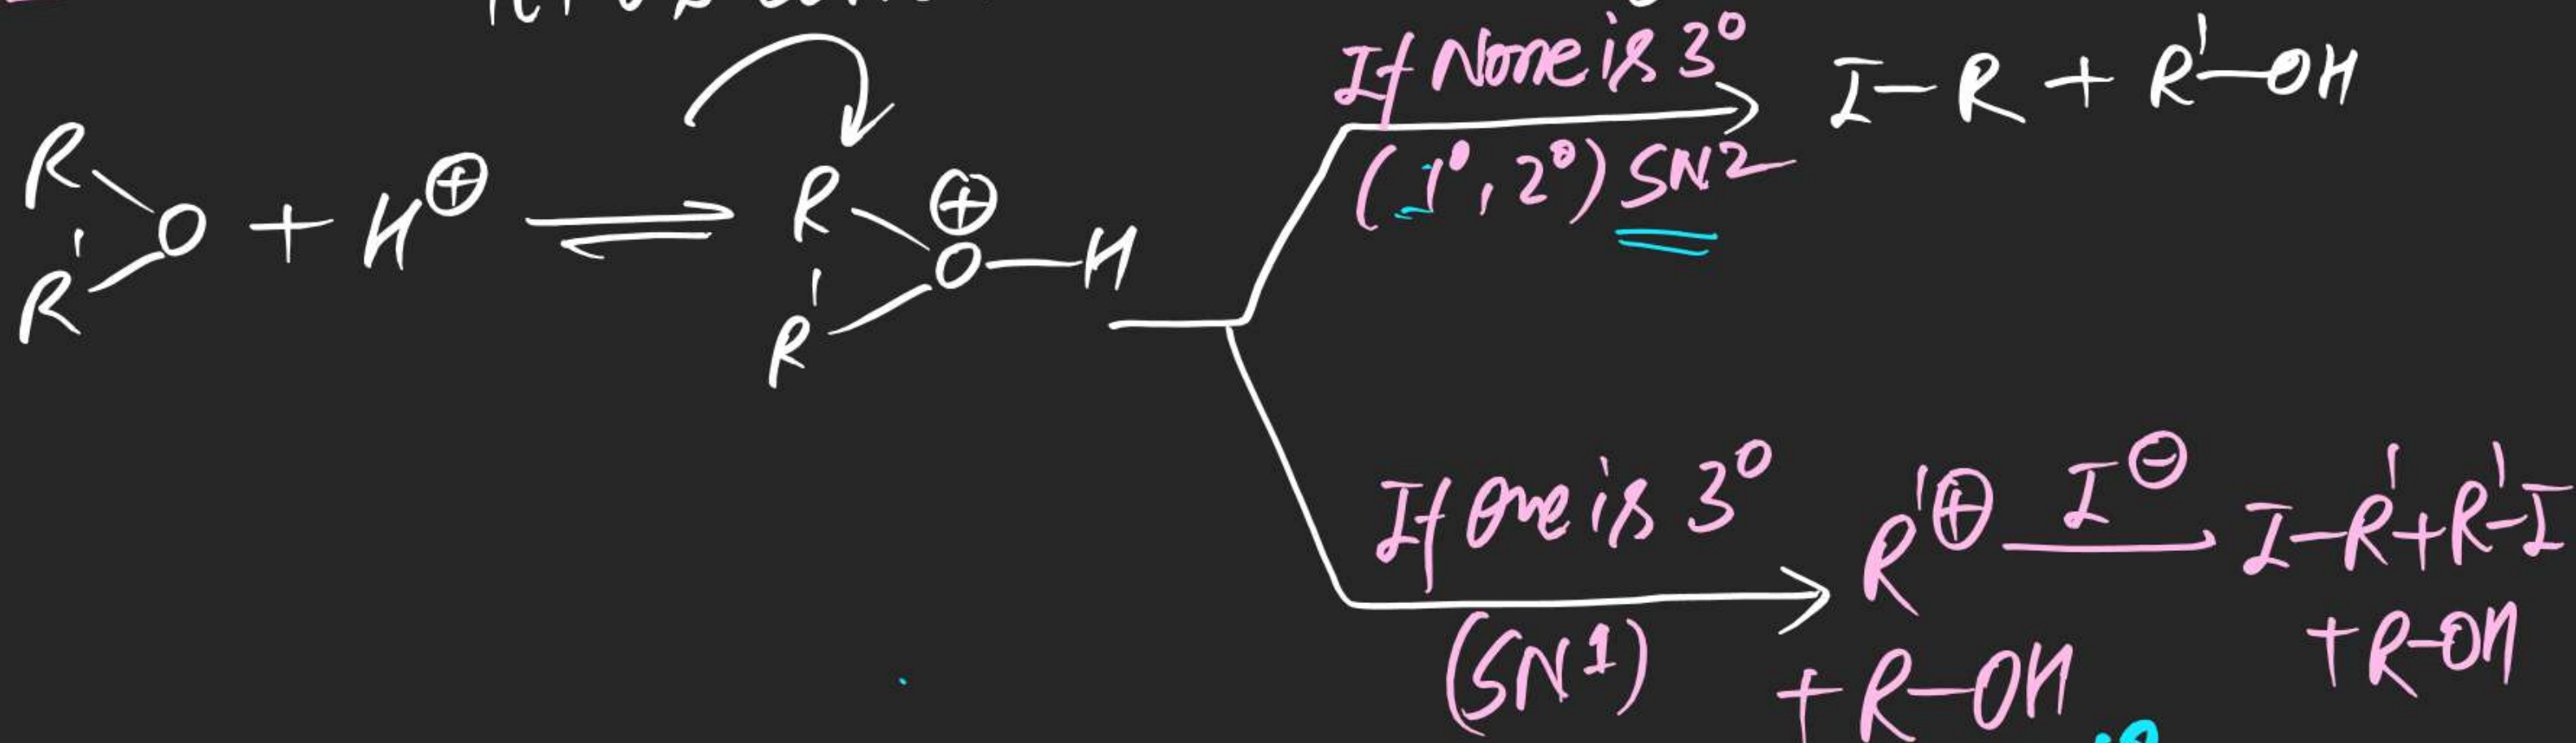 If None is 3° I-R + R'-OH
(1°, 2°) SN2
R R' O + H⊕ ⇌ R R' O⊕-H
If One is 3° R'⊕ I⊖ I-R' + R'-I
(SN1) + R-OH + R-OH